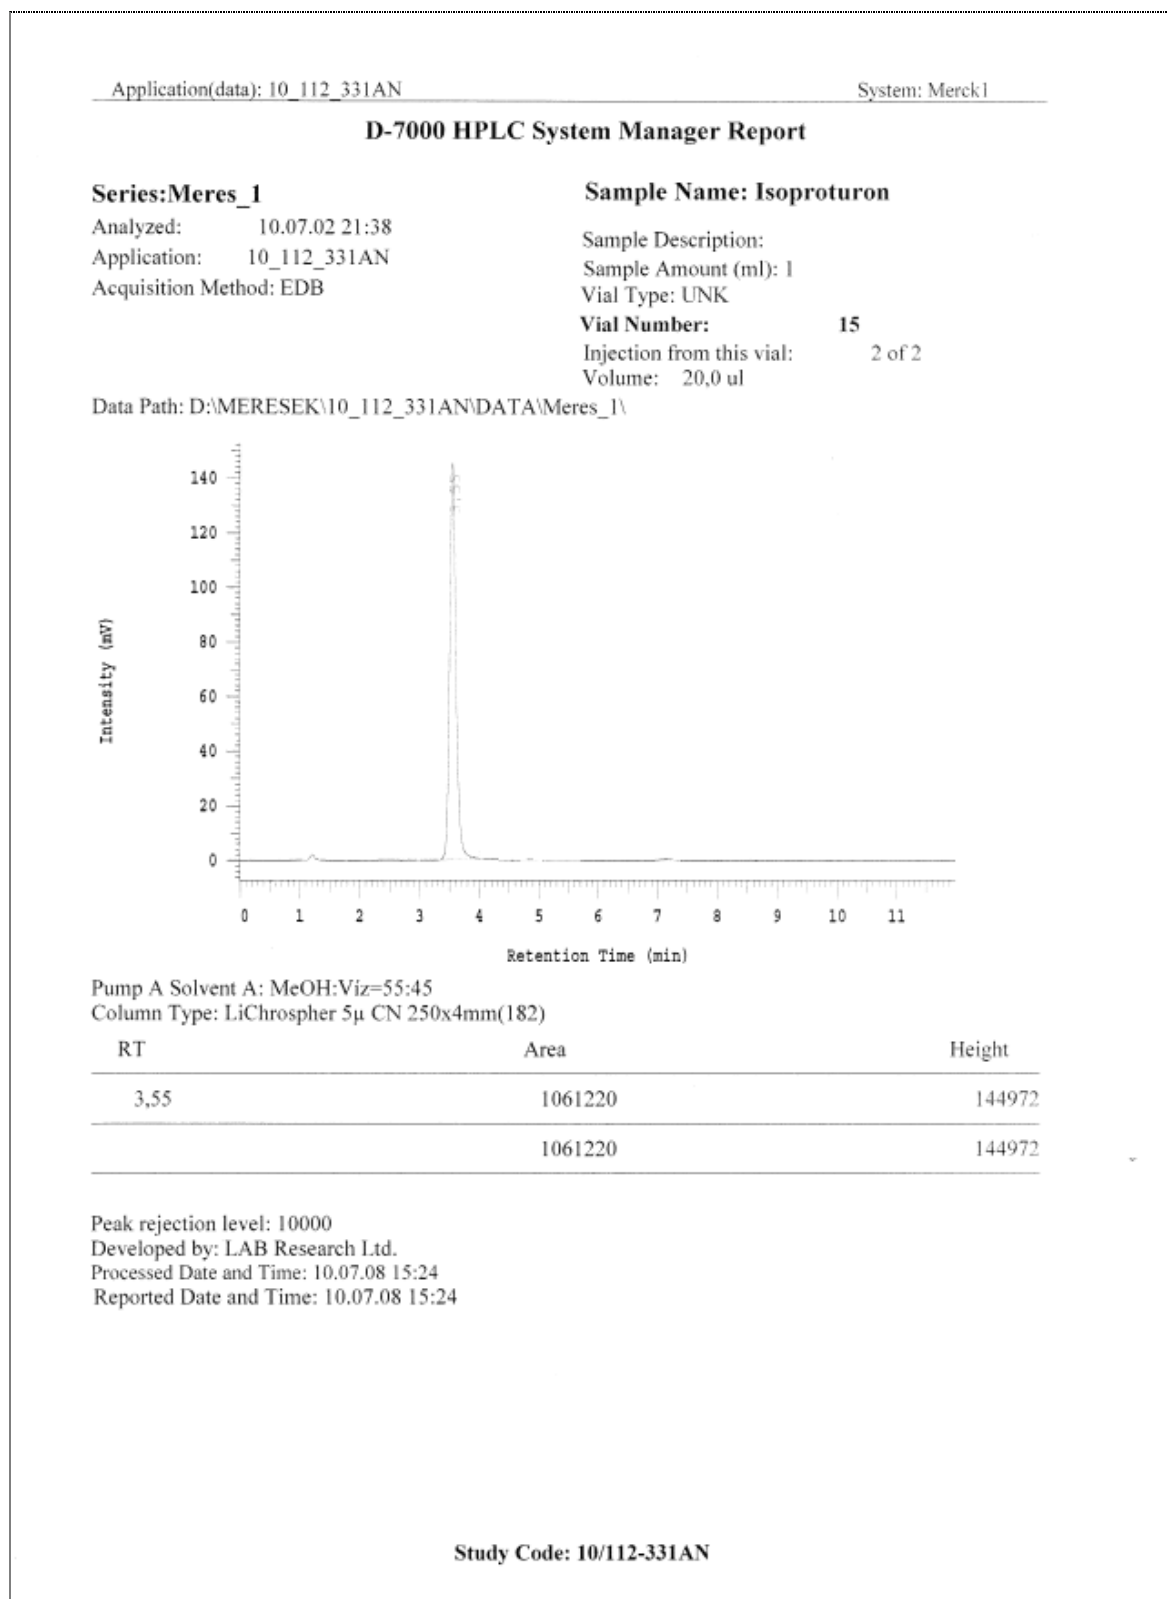 Application(data): 10_112_331AN System: Merck1
D-7000 HPLC System Manager Report
Series:Meres_1
Sample Name: Isoproturon
Analyzed: 10.07.02 21:38
Application: 10_112_331AN
Acquisition Method: EDB
Sample Description:
Sample Amount (ml): 1
Vial Type: UNK
Vial Number: 15
Injection from this vial: 2 of 2
Volume: 20,0 ul
Data Path: D:\MERESEK\10_112_331AN\DATA\Meres_1\
140
120
100
80
60
40
20
0
Intensity (mV)
3.55
0 1 2 3 4 5 6 7 8 9 10 11
Retention Time (min)
Pump A Solvent A: MeOH:Víz=55:45
Column Type: LiChrospher 5µ CN 250x4mm(182)
RT Area Height
3,55 1061220 144972
1061220 144972
Peak rejection level: 10000
Developed by: LAB Research Ltd.
Processed Date and Time: 10.07.08 15:24
Reported Date and Time: 10.07.08 15:24
Study Code: 10/112-331AN